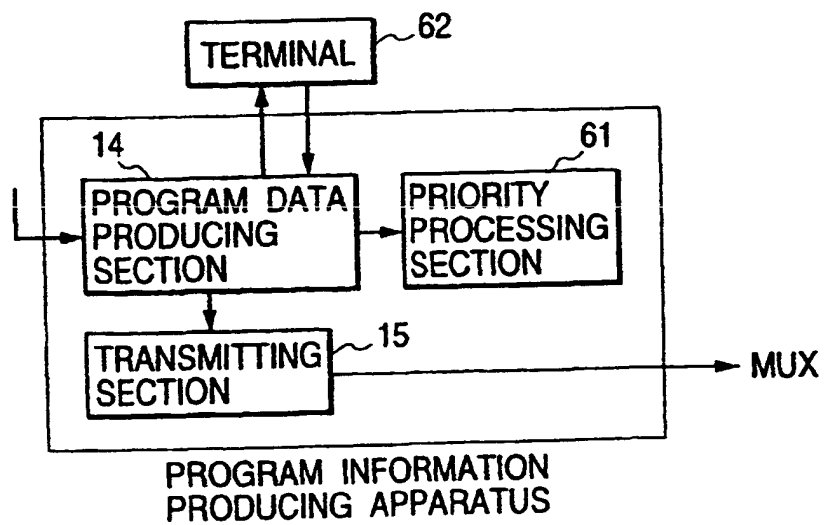 62
TERMINAL
14
61
PROGRAM DATA
PRODUCING
SECTION
PRIORITY
PROCESSING
SECTION
15
TRANSMITTING
SECTION
MUX
PROGRAM INFORMATION
PRODUCING APPARATUS